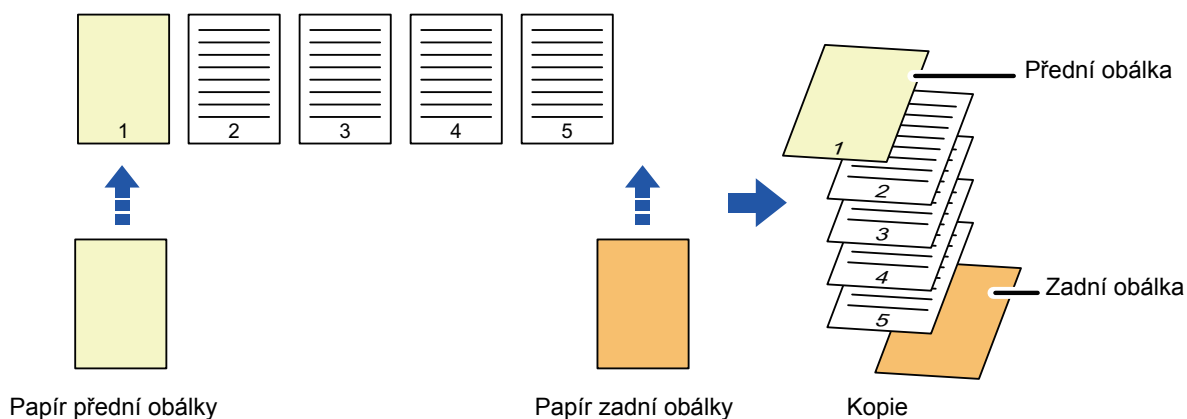 1 2 3 4 5
Přední obálka
1
2
3
4
5
Zadní obálka
Papír přední obálky
Papír zadní obálky
Kopie